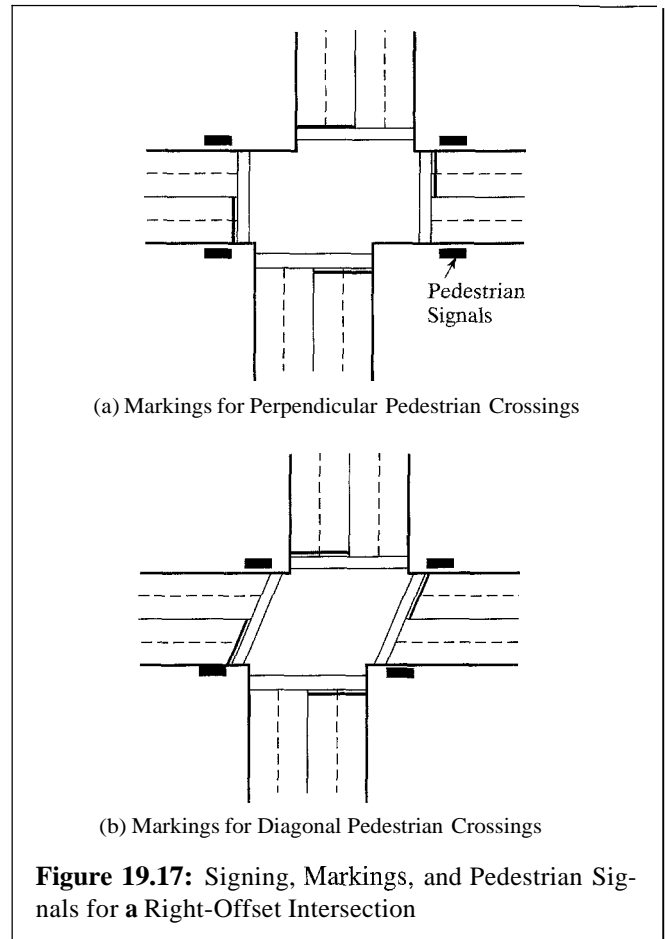 Pedestrian
Signals
(a) Markings for Perpendicular Pedestrian Crossings
(b) Markings for Diagonal Pedestrian Crossings
Figure 19.17: Signing, Markings, and Pedestrian Sig-
nals for a Right-Offset Intersection